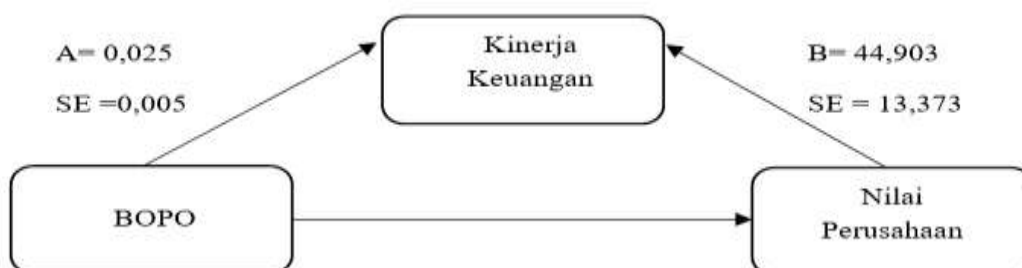 A= 0,025
SE =0,005
Kinerja
Keuangan
B= 44,903
SE = 13,373
BOPO
Nilai
Perusahaan